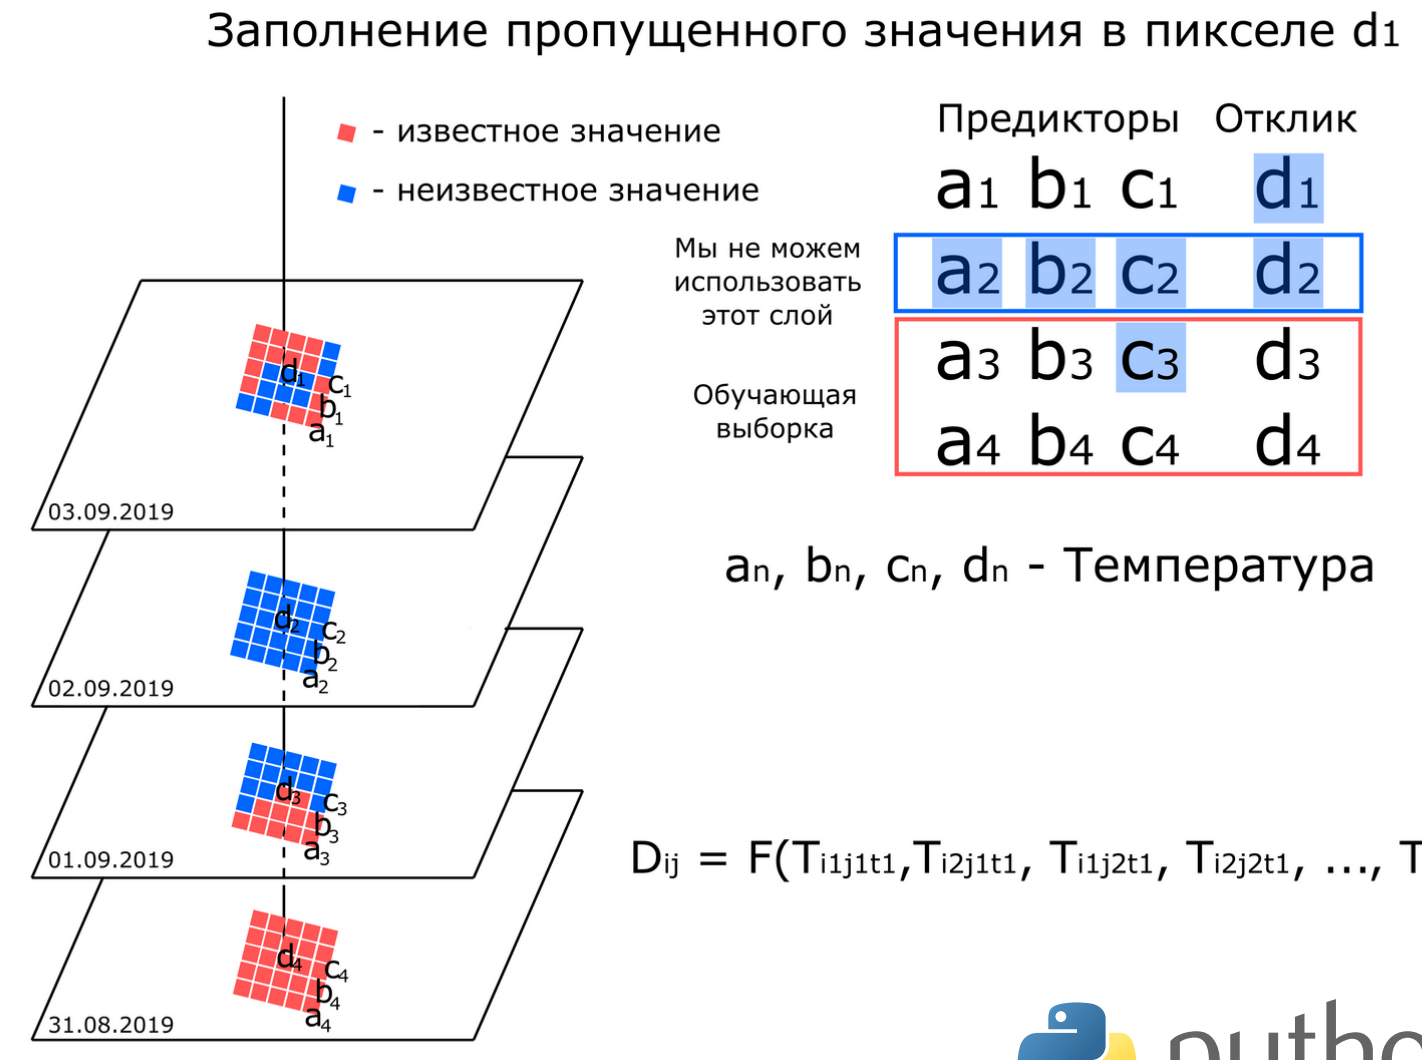 Заполнение пропущенного значения в пикселе d1
- известное значение
- неизвестное значение
Предикторы Отклик
a1 b1 c1 d1
Мы не можем
использовать
этот слой
a2 b2 c2 d2
Обучающая
выборка
a3 b3 c3 d3
a4 b4 c4 d4
an, bn, cn, dn - Температура
Dij = F(Ti1j1t1,Ti2j1t1, Ti1j2t1, Ti2j2t1, ..., T
d1
c1
b1
a1
03.09.2019
d2
c2
b2
a2
02.09.2019
d3
c3
b3
a3
01.09.2019
d4
c4
b4
a4
31.08.2019